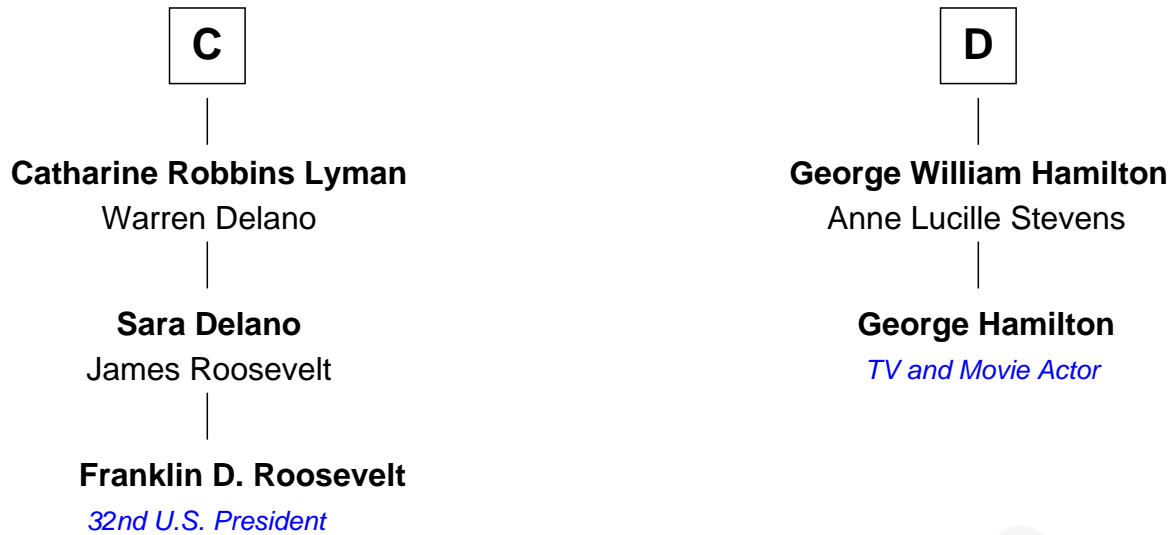 C
Catharine Robbins Lyman
Warren Delano
Sara Delano
James Roosevelt
Franklin D. Roosevelt
32nd U.S. President
D
George William Hamilton
Anne Lucille Stevens
George Hamilton
TV and Movie Actor